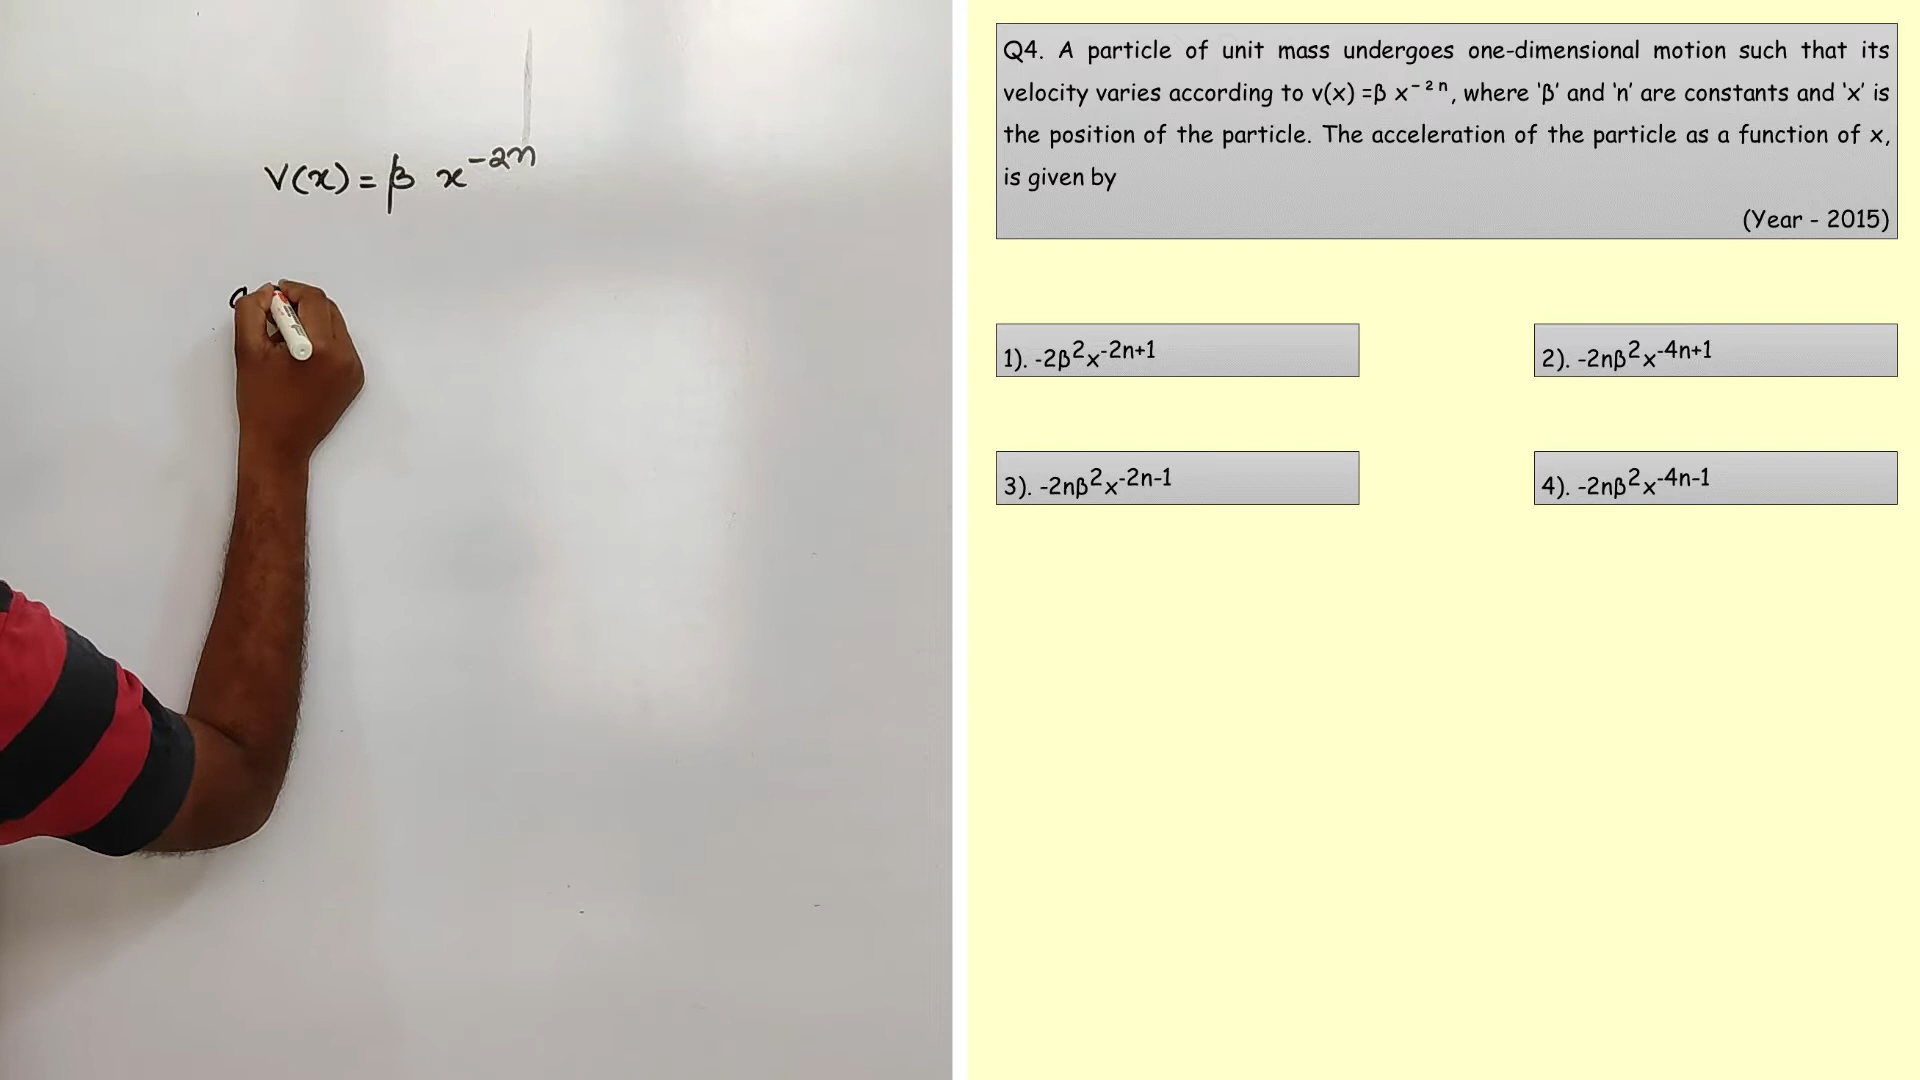 V(x) = β x⁻²ⁿ
a
Q4. A particle of unit mass undergoes one-dimensional motion such that its
velocity varies according to v(x) =β x⁻²ⁿ, where ‘β’ and ‘n’ are constants and ‘x’ is
the position of the particle. The acceleration of the particle as a function of x,
is given by
(Year - 2015)
1). -2β²x⁻²ⁿ⁺¹
2). -2nβ²x⁻⁴ⁿ⁺¹
3). -2nβ²x⁻²ⁿ⁻¹
4). -2nβ²x⁻⁴ⁿ⁻¹